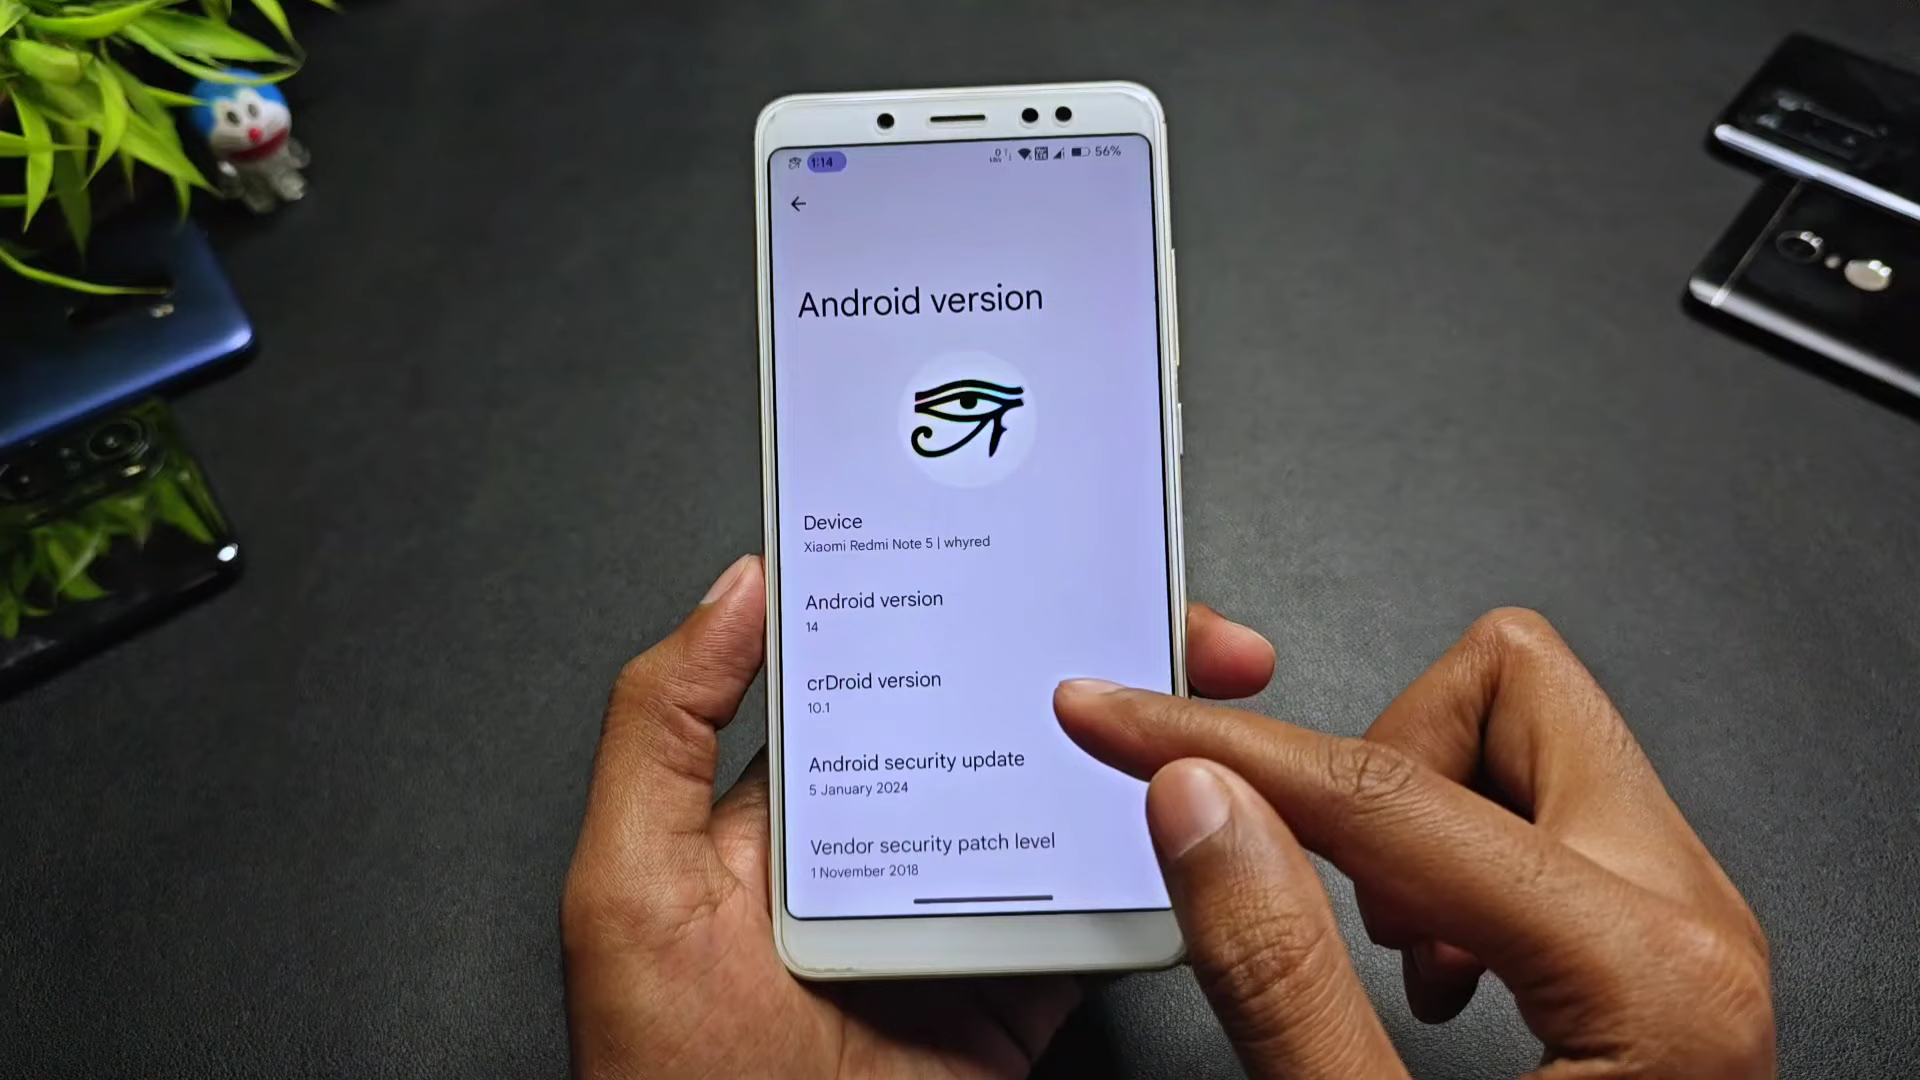 1:14
56%
Android version
Device
Xiaomi Redmi Note 5 | whyred
Android version
14
crDroid version
10.1
Android security update
5 January 2024
Vendor security patch level
1 November 2018